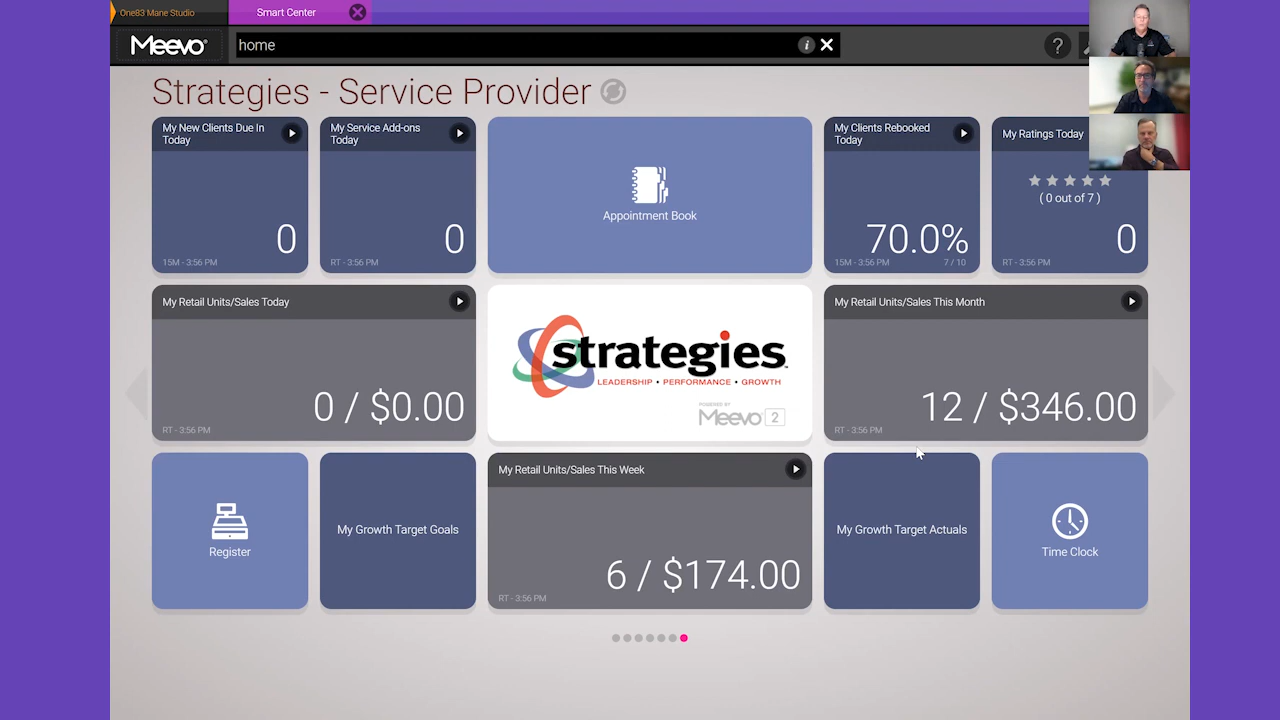 One83 Mane Studio
Smart Center
Meevo
home
i
?
Strategies - Service Provider
My New Clients Due In
Today
0
15M - 3:56 PM
My Service Add-ons
Today
0
RT - 3:56 PM
Appointment Book
My Clients Rebooked
Today
70.0%
15M - 3:56 PM
7 / 10
My Ratings Today
( 0 out of 7 )
0
RT - 3:56 PM
My Retail Units/Sales Today
0 / $0.00
RT - 3:56 PM
strategies
LEADERSHIP • PERFORMANCE • GROWTH
POWERED BY
Meevo 2
My Retail Units/Sales This Month
12 / $346.00
RT - 3:56 PM
Register
My Growth Target Goals
My Retail Units/Sales This Week
6 / $174.00
RT - 3:56 PM
My Growth Target Actuals
Time Clock